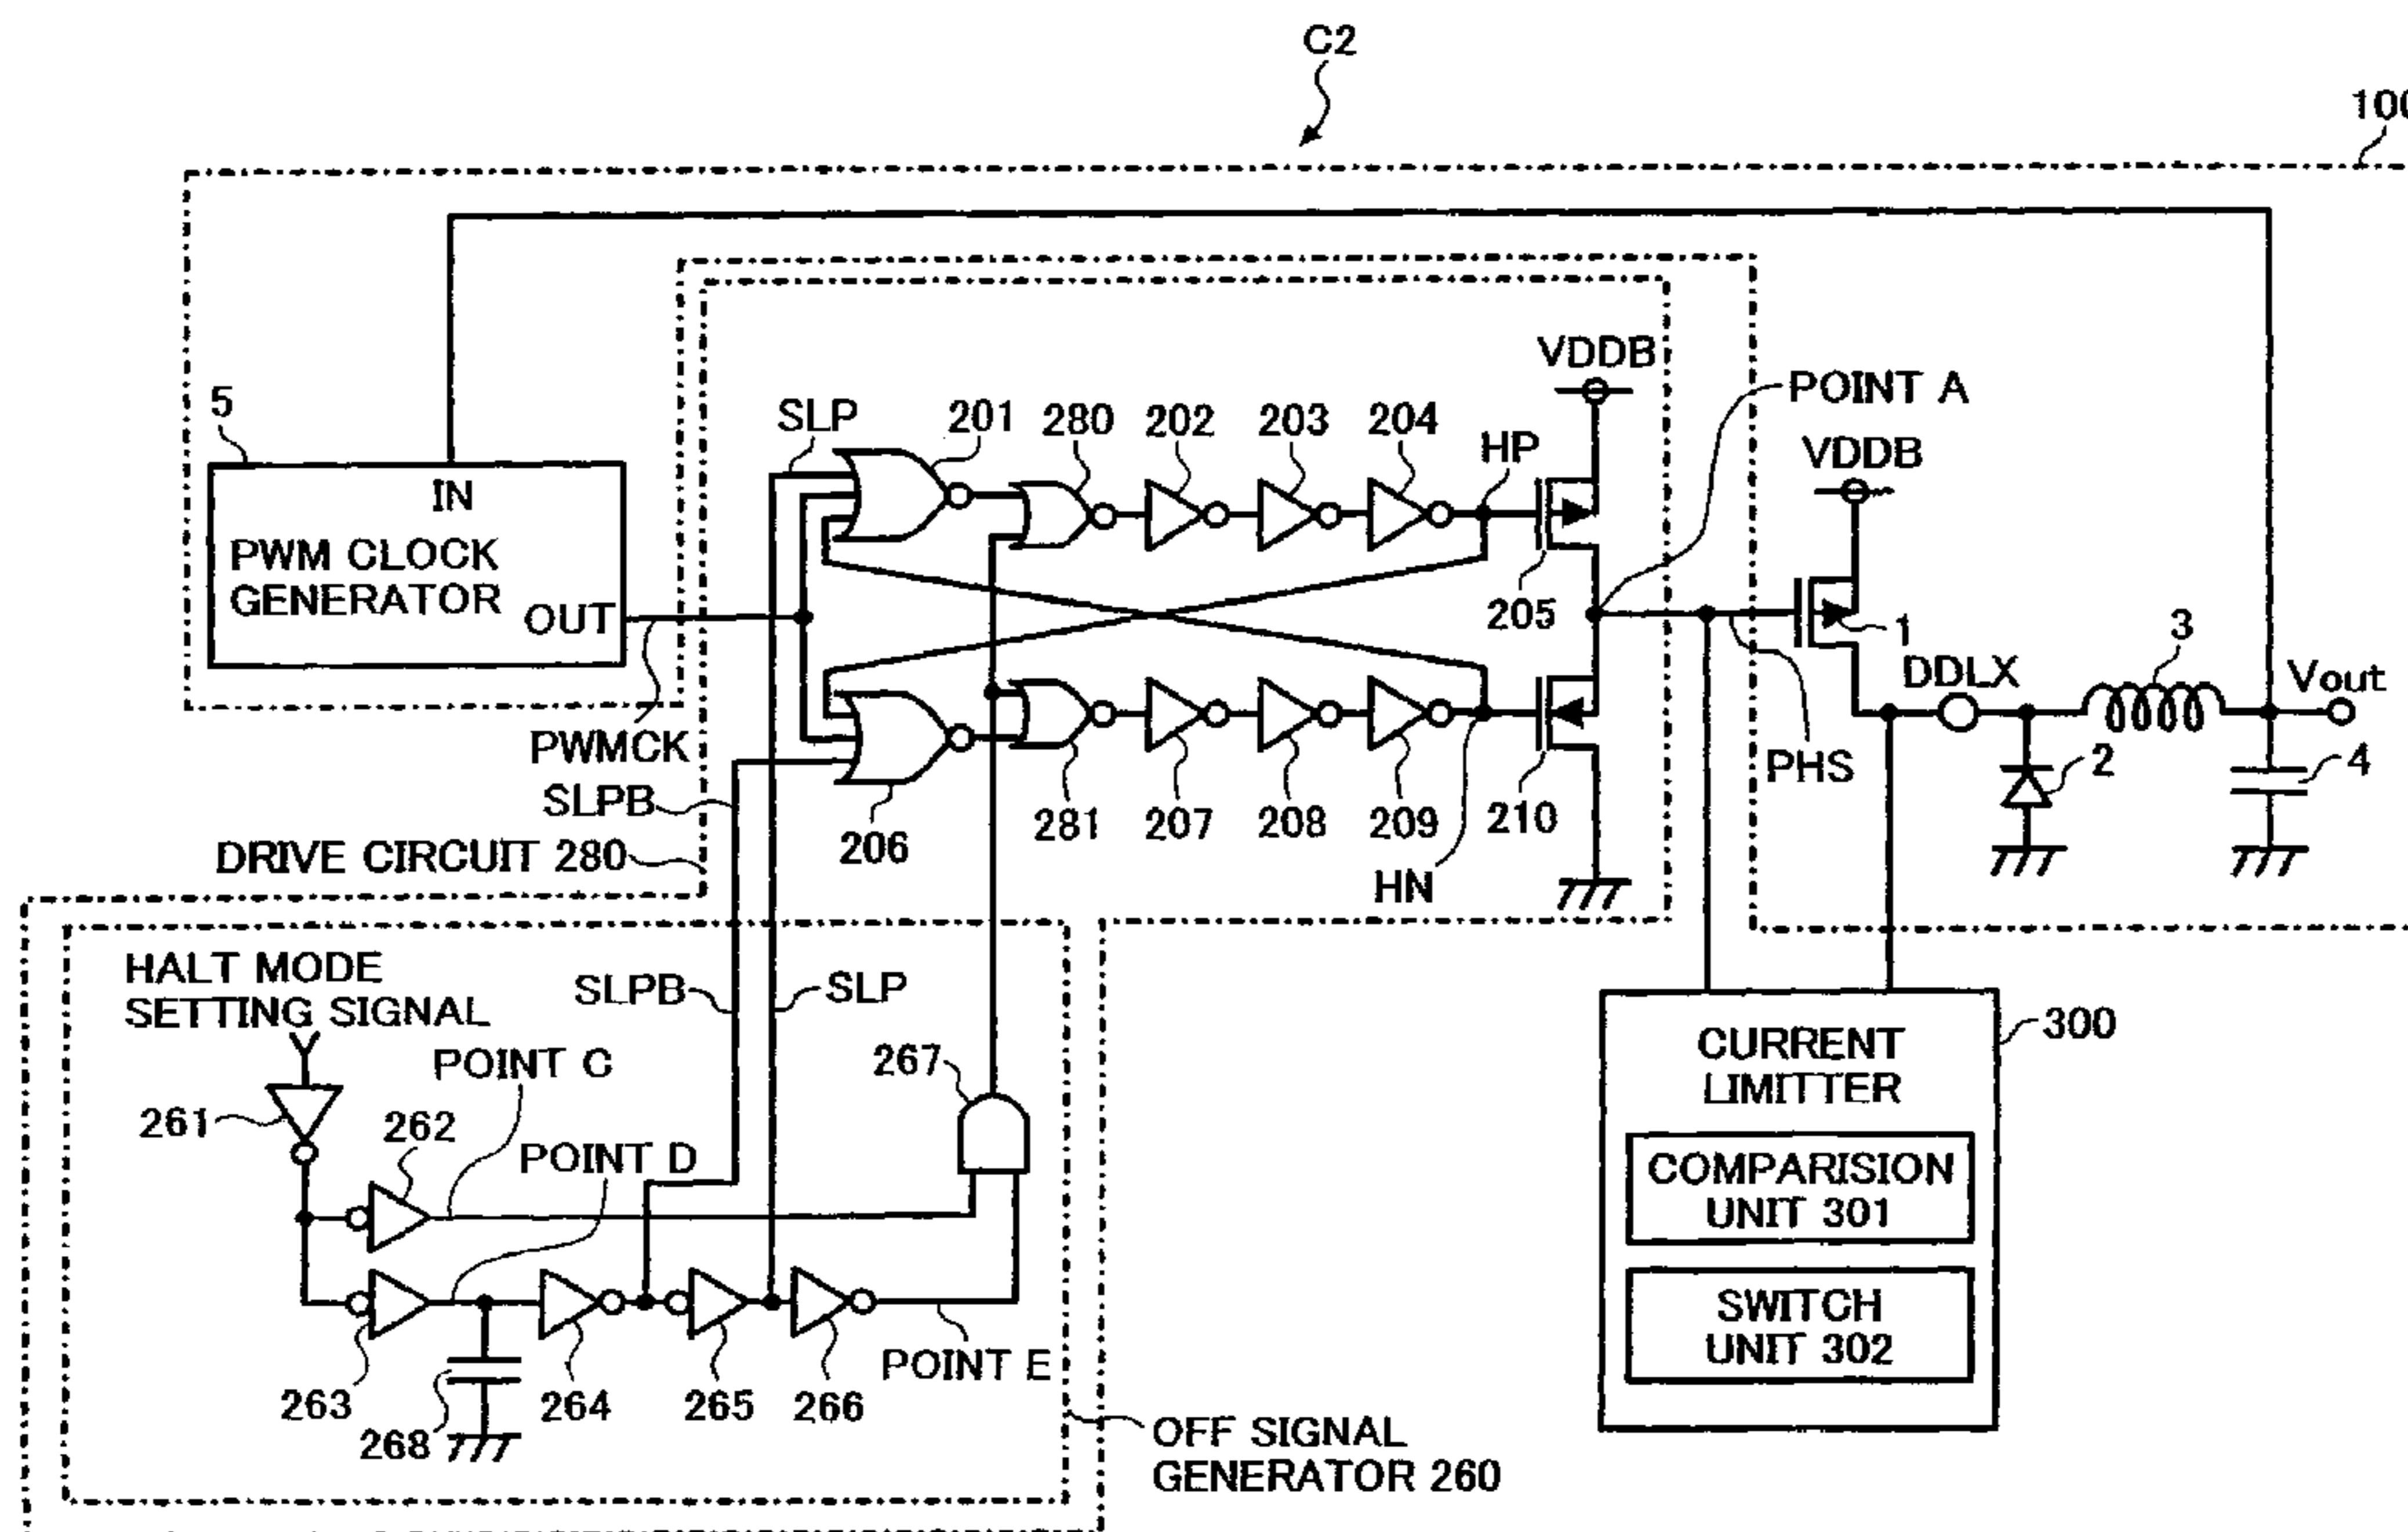 C2
100
5
IN
PWM CLOCK
GENERATOR
OUT
PWMCK
SLP
201
280
202
203
204
HP
VDDB
205
POINT A
VDDB
1
PHS
DDLX
3
Vout
2
4
SLPB
206
281
207
208
209
210
HN
DRIVE CIRCUIT 280
HALT MODE
SETTING SIGNAL
SLPB
SLP
POINT C
261
262
POINT D
267
263
268
264
265
266
POINT E
OFF SIGNAL
GENERATOR 260
300
CURRENT
LIMITTER
COMPARISION
UNIT 301
SWITCH
UNIT 302